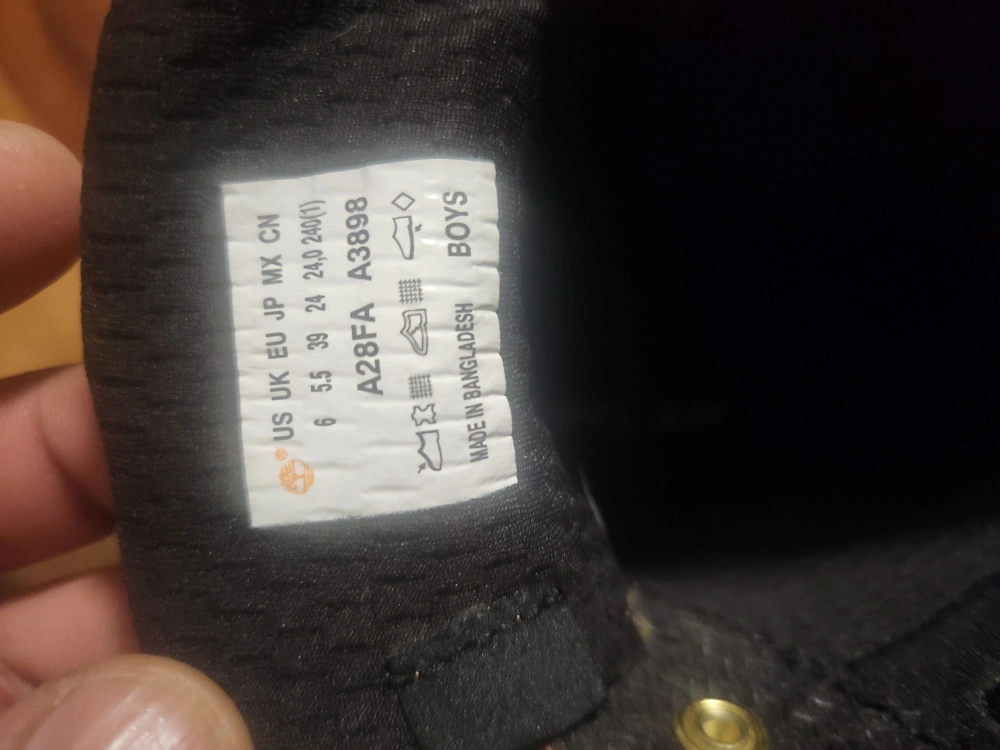 ® US UK EU JP MX CN
6 5.5 39 24 24,0 240(1)
A28FA A3898
MADE IN BANGLADESH BOYS